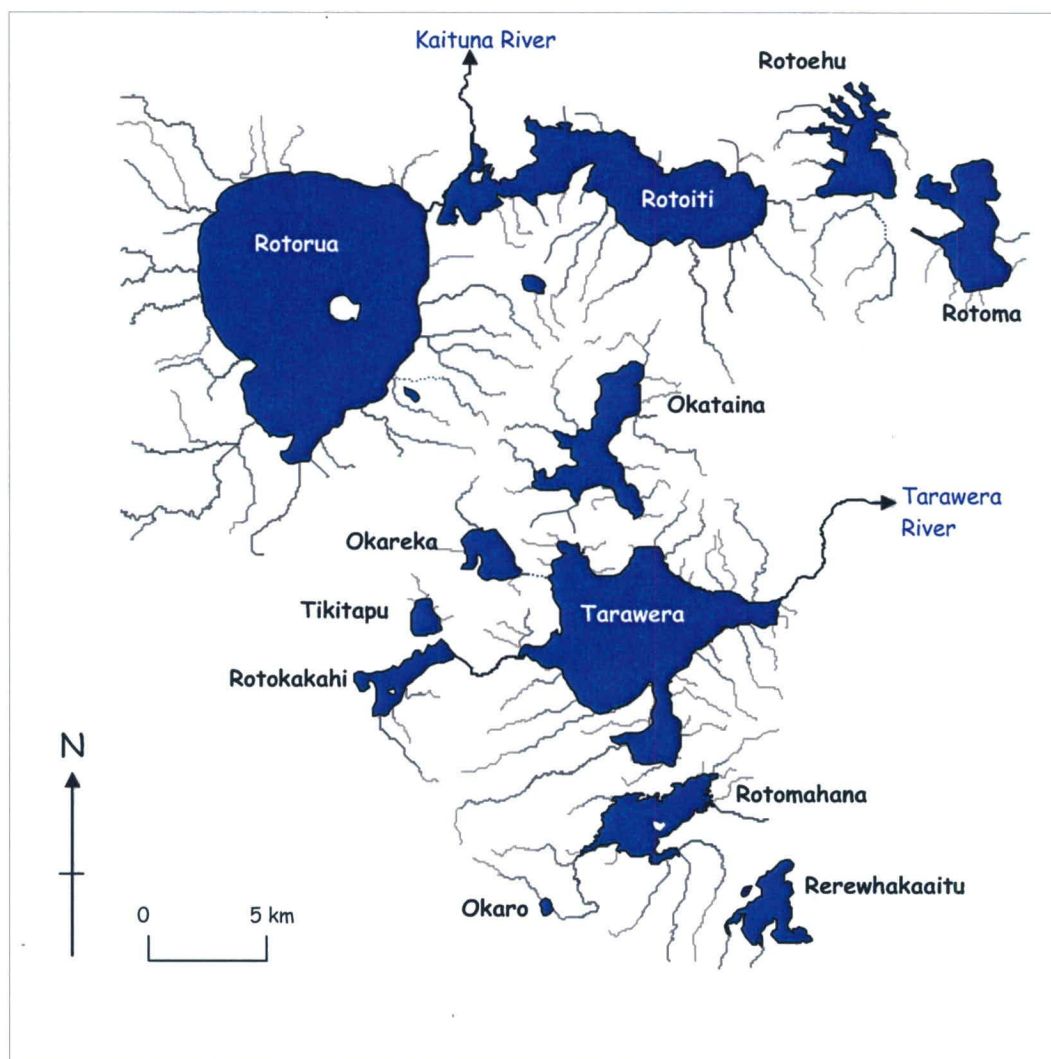 Kaituna River
Rotoehu
Rotoiti
Rotorua
Rotoma
Okataina
Tarawera
River
Okareka
Tikitapu
Tarawera
Rotokakahi
N
Rotomahana
Rerewhakaaitu
Okaro
0 5 km